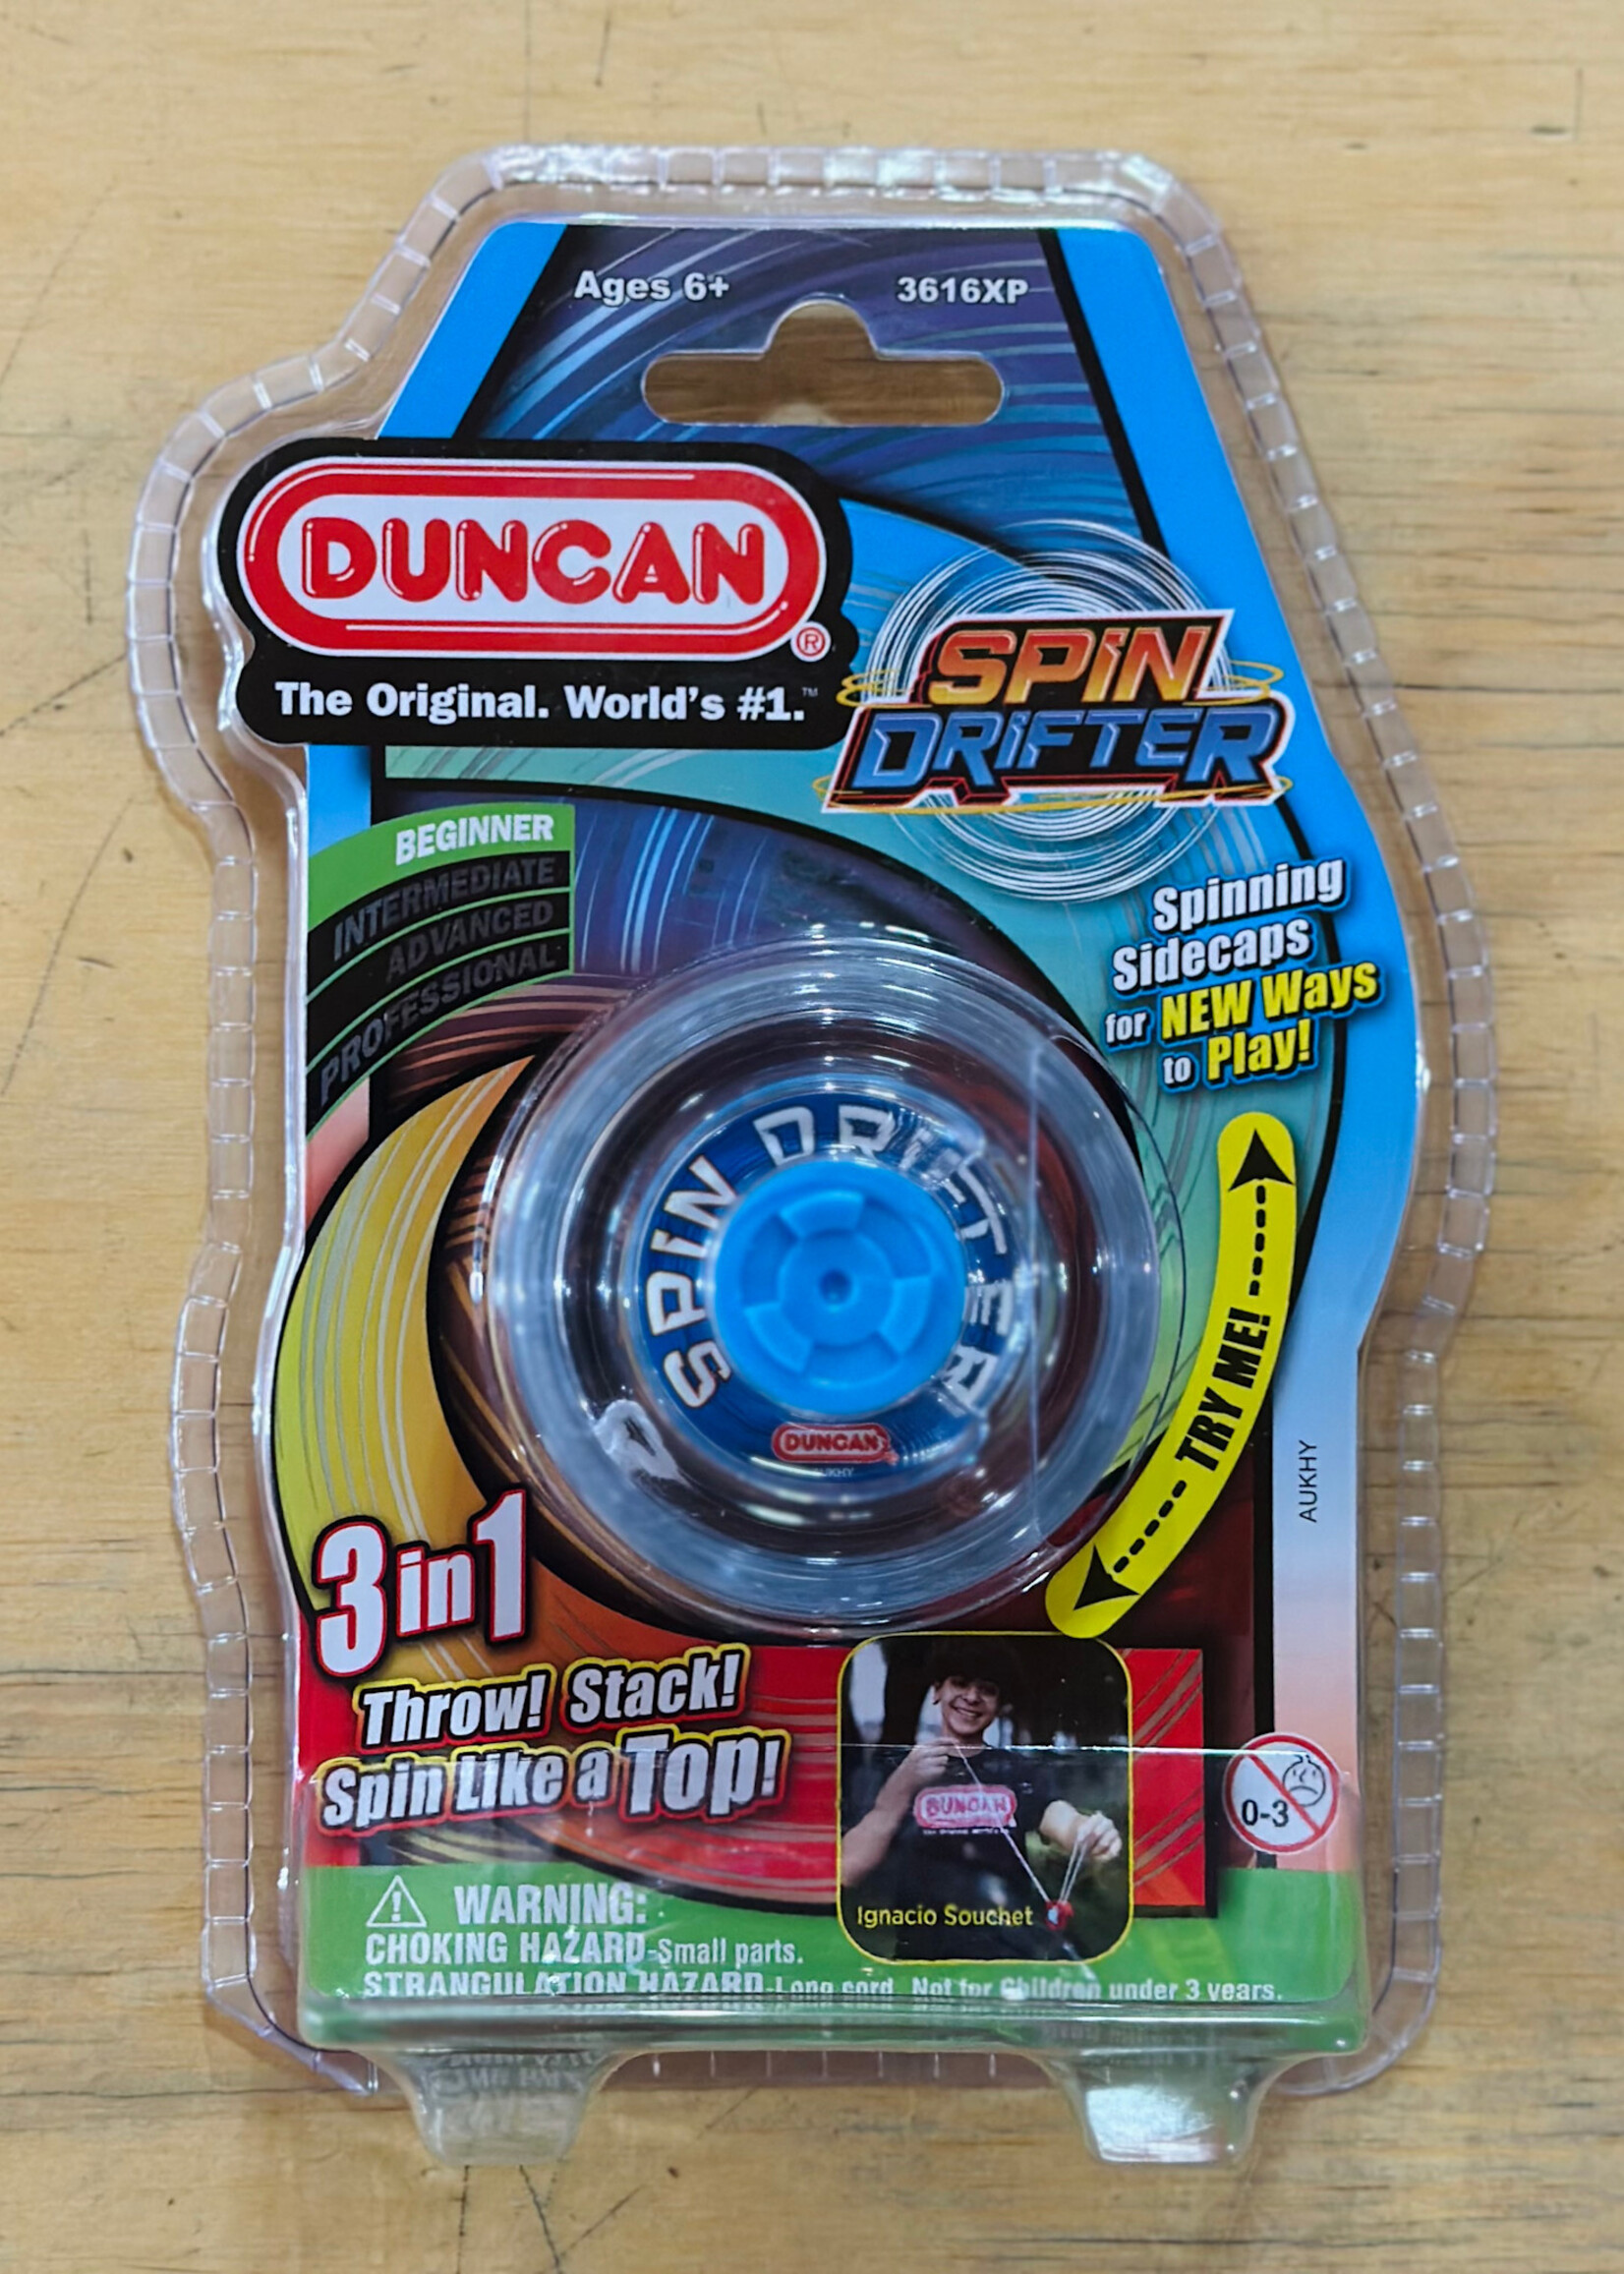 Ages 6+ 3616XP
DUNCAN®
The Original. World's #1.™
SPIN
DRIFTER
BEGINNER
INTERMEDIATE
ADVANCED
PROFESSIONAL
Spinning
Sidecaps
for NEW Ways
to Play!
SPIN DRIFTER
DUNCAN
TRY ME!
AUKHY
3 in 1
Throw! Stack!
Spin Like a Top!
DUNCAN
Ignacio Souchet
0-3
WARNING:
CHOKING HAZARD-Small parts.
STRANGULATION HAZARD-Long cord. Not for Children under 3 years.